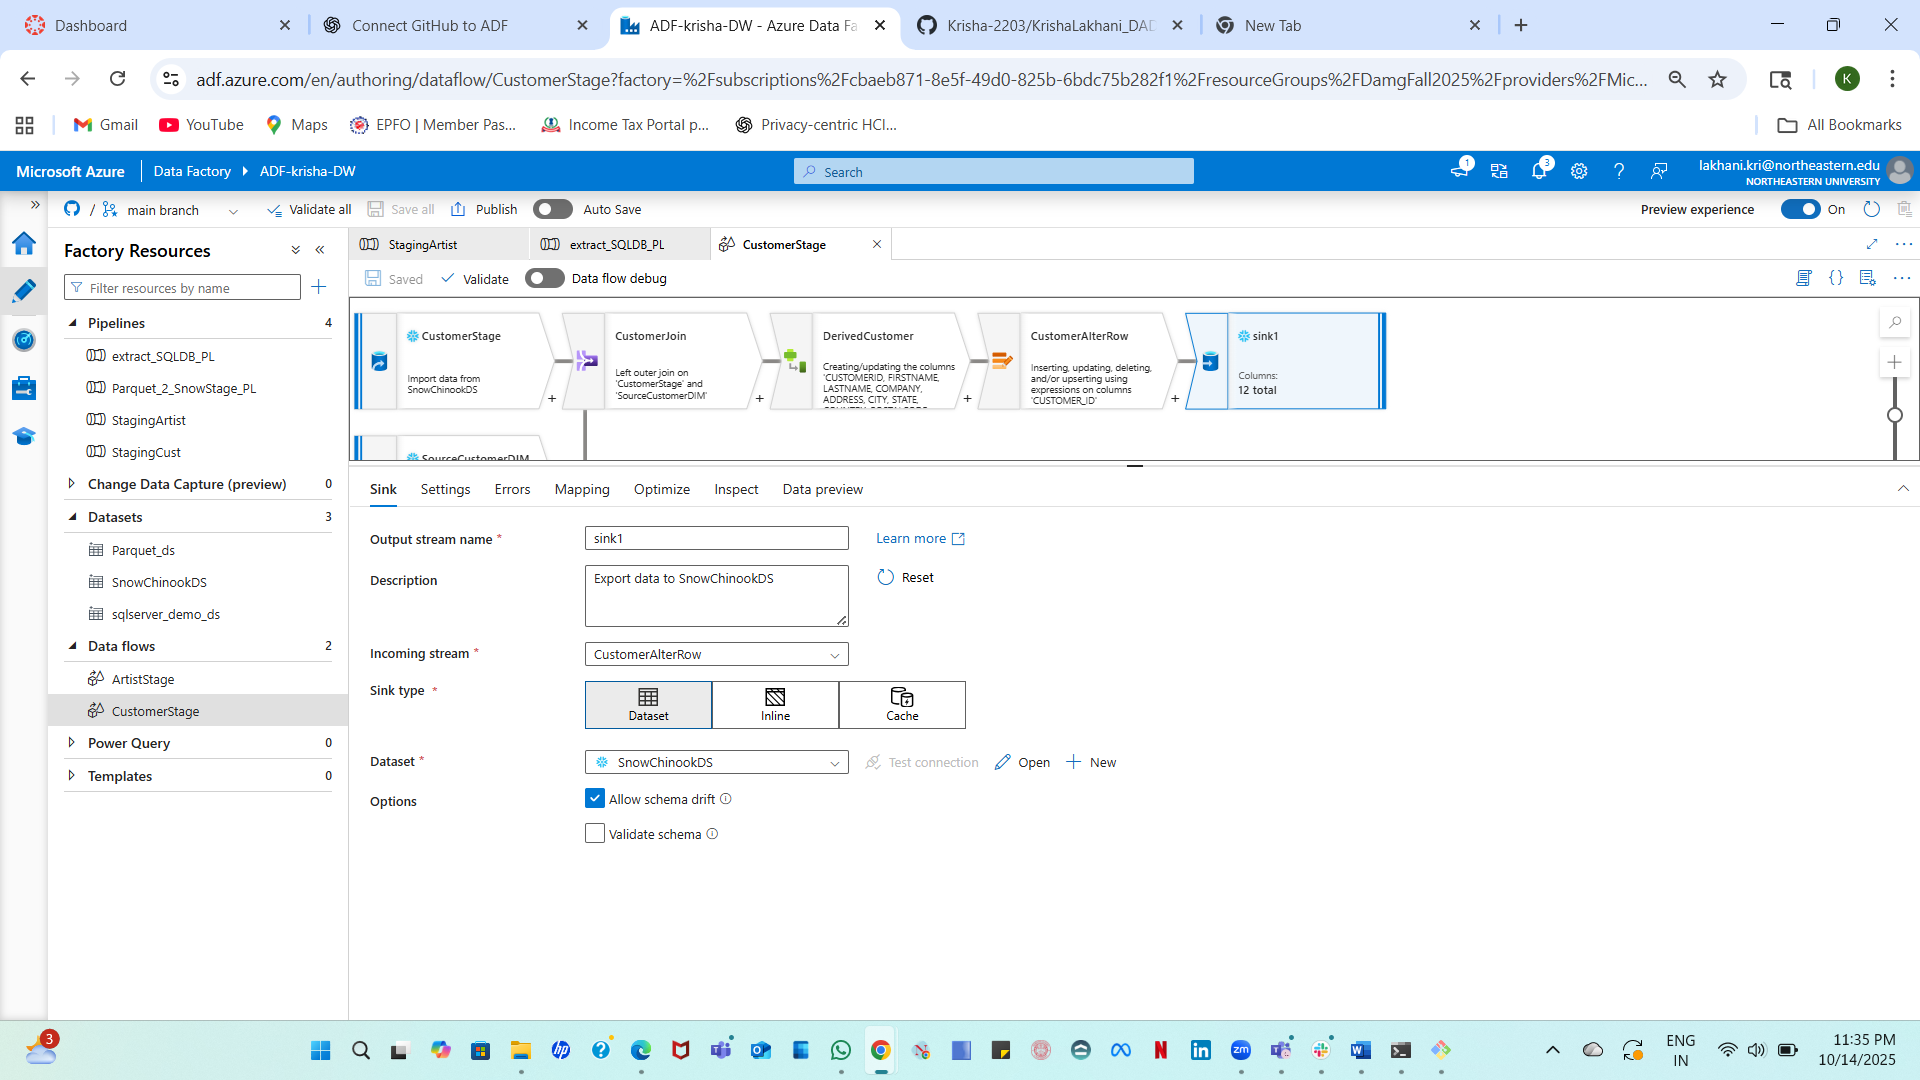 Dashboard
Connect GitHub to ADF
ADF-krisha-DW - Azure Data Fa
Krisha-2203/KrishaLakhani_DAD
New Tab
adf.azure.com/en/authoring/dataflow/CustomerStage?factory=%2Fsubscriptions%2Fcbaeb871-8e5f-49d0-825b-6bdc75b282f1%2FresourceGroups%2FDamgFall2025%2Fproviders%2FMic...
K
Gmail
YouTube
Maps
EPFO | Member Pas...
Income Tax Portal p...
Privacy-centric HCI...
All Bookmarks
Microsoft Azure
Data Factory
ADF-krisha-DW
Search
1
3
lakhani.kri@northeastern.edu
NORTHEASTERN UNIVERSITY
/ main branch
Validate all
Save all
Publish
Auto Save
Preview experience
On
Factory Resources
StagingArtist
extract_SQLDB_PL
CustomerStage
Filter resources by name
Saved
Validate
Data flow debug
Pipelines
4
extract_SQLDB_PL
Parquet_2_SnowStage_PL
StagingArtist
StagingCust
Change Data Capture (preview)
0
Datasets
3
Parquet_ds
SnowChinookDS
sqlserver_demo_ds
Data flows
2
ArtistStage
CustomerStage
Power Query
0
Templates
0
CustomerStage
Import data from
SnowChinookDS
+
CustomerJoin
Left outer join on
'CustomerStage' and
'SourceCustomerDIM'
+
DerivedCustomer
Creating/updating the columns
'CUSTOMERID, FIRSTNAME,
LASTNAME, COMPANY,
ADDRESS, CITY, STATE,
+
CustomerAlterRow
Inserting, updating, deleting,
and/or upserting using
expressions on columns
'CUSTOMER_ID'
+
sink1
Columns:
12 total
SourceCustomerDIM
Sink
Settings
Errors
Mapping
Optimize
Inspect
Data preview
Output stream name *
sink1
Learn more
Description
Export data to SnowChinookDS
Reset
Incoming stream *
CustomerAlterRow
Sink type *
Dataset
Inline
Cache
Dataset *
SnowChinookDS
Test connection
Open
New
Options
Allow schema drift
Validate schema
3
ENG
IN
11:35 PM
10/14/2025